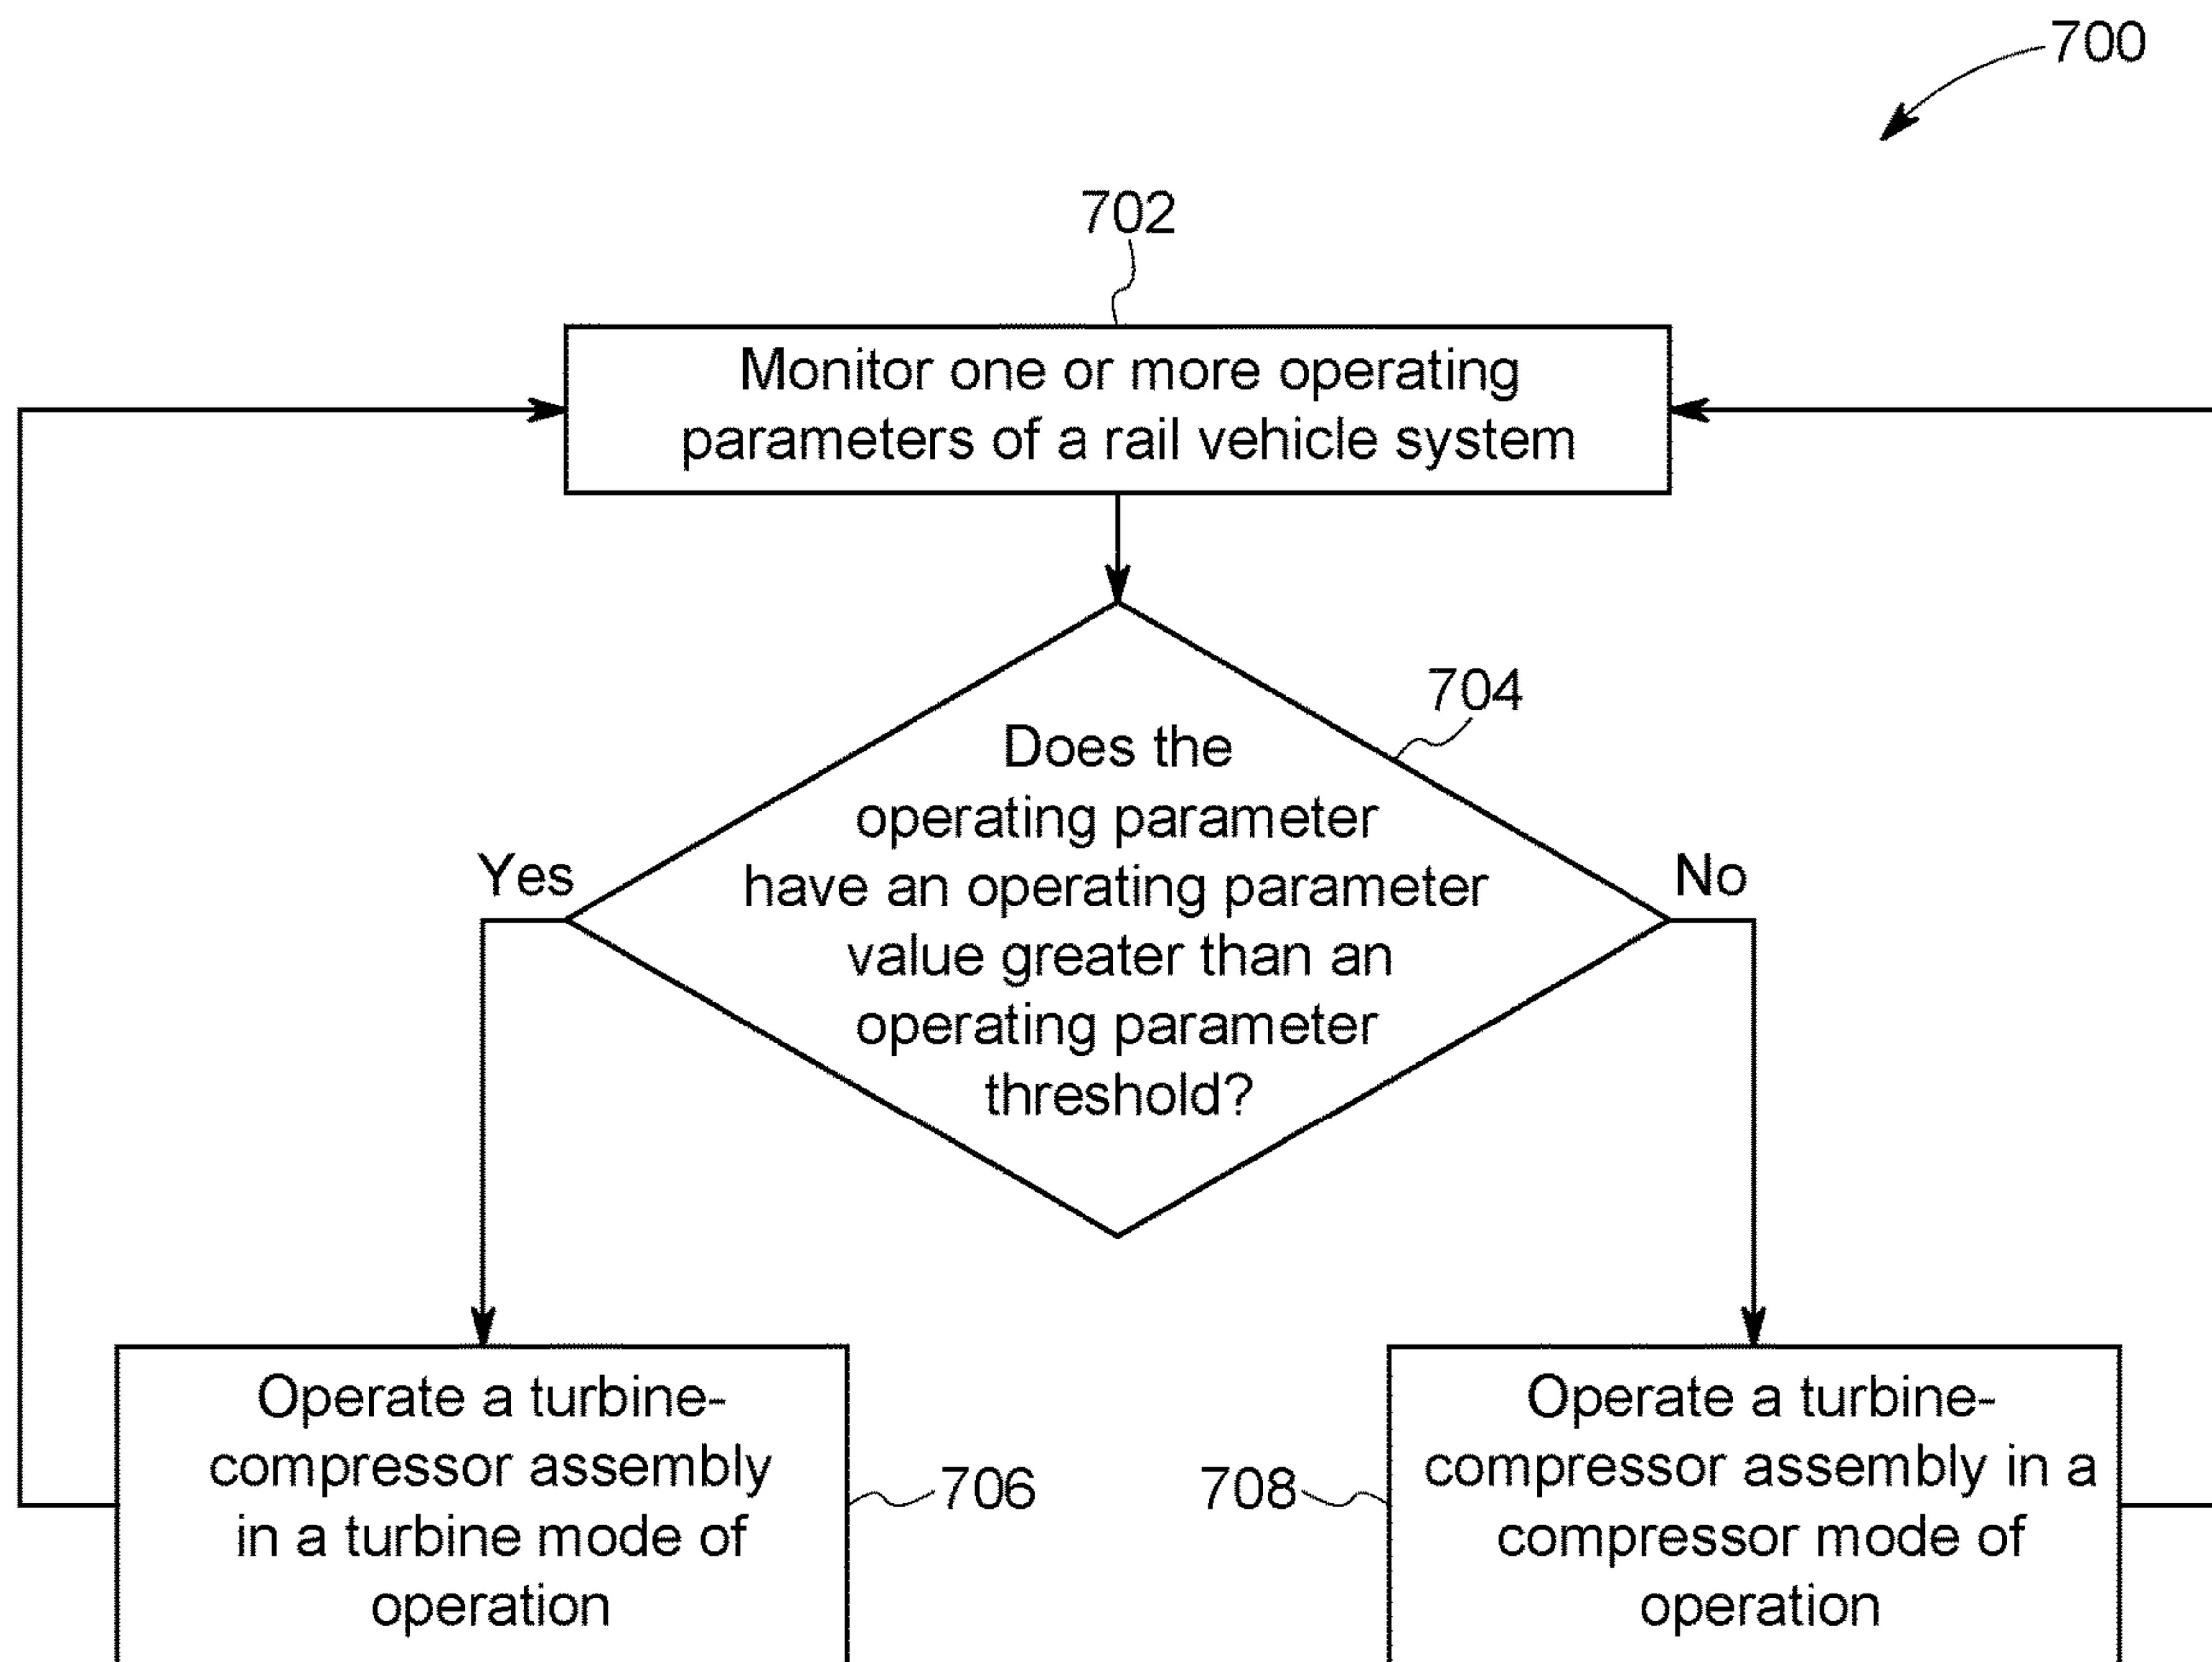 700
702
Monitor one or more operating
parameters of a rail vehicle system
704
Does the
operating parameter
have an operating parameter
value greater than an
operating parameter
threshold?
Yes
No
Operate a turbine-
compressor assembly
in a turbine mode of
operation
706
708
Operate a turbine-
compressor assembly in a
compressor mode of
operation